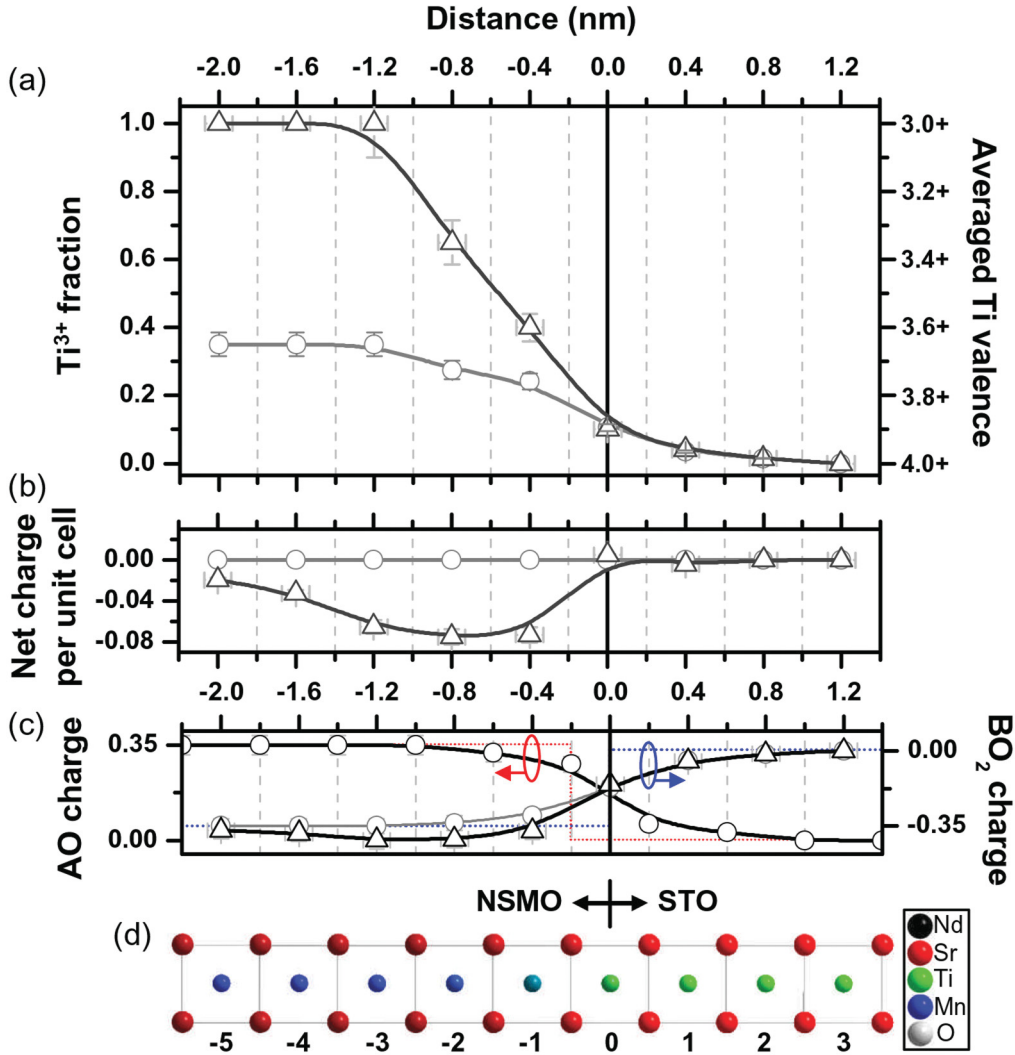 Distance (nm)
(a)
-2.0 -1.6 -1.2 -0.8 -0.4 0.0 0.4 0.8 1.2
Ti³⁺ fraction
1.0
0.8
0.6
0.4
0.2
0.0
3.0+
3.2+
3.4+
3.6+
3.8+
4.0+
Averaged Ti valence
(b)
Net charge
per unit cell
0.00
-0.04
-0.08
-2.0 -1.6 -1.2 -0.8 -0.4 0.0 0.4 0.8 1.2
(c)
AO charge
0.35
0.00
0.00
-0.35
BO₂ charge
NSMO STO
(d)
-5 -4 -3 -2 -1 0 1 2 3
Nd
Sr
Ti
Mn
O